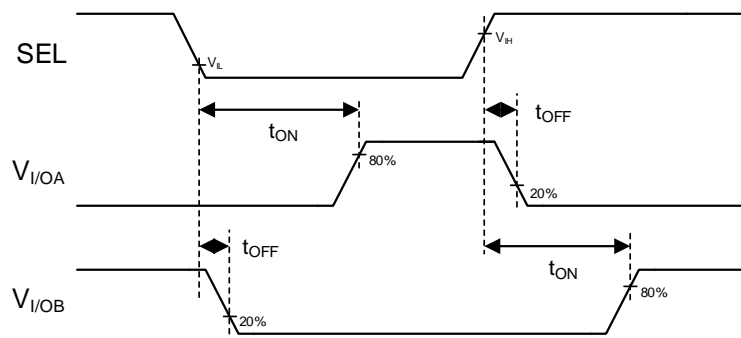 SEL
V_IL
V_IH
t_ON
t_OFF
V_I/OA
80%
20%
t_OFF
t_ON
V_I/OB
20%
80%